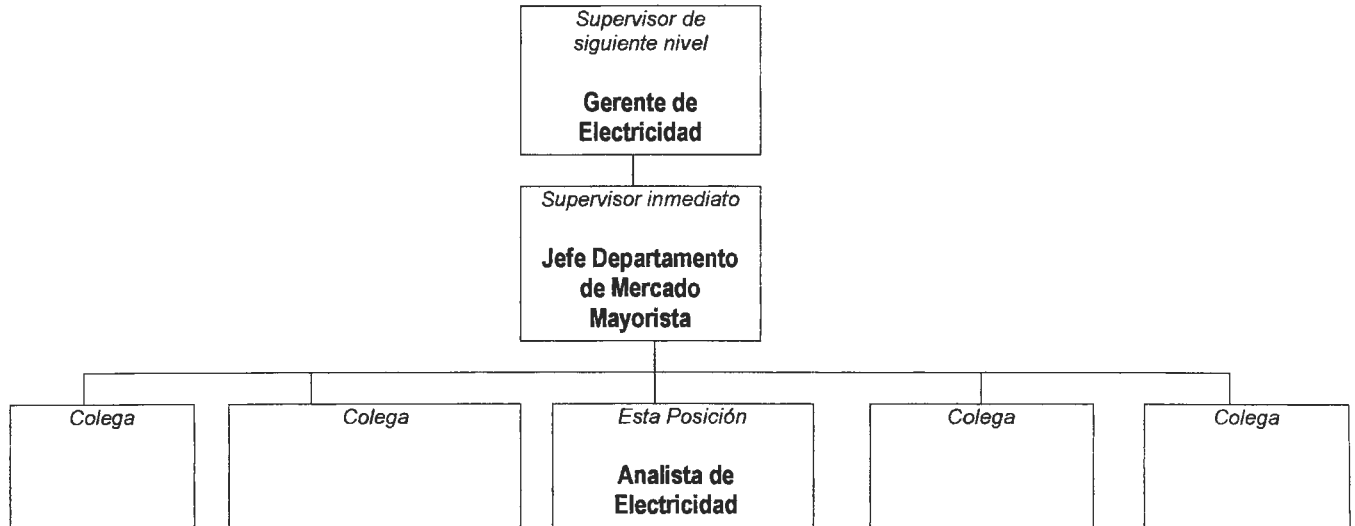 Supervisor de
siguiente nivel
Gerente de
Electricidad
Supervisor inmediato
Jefe Departamento
de Mercado
Mayorista
Colega
Colega
Esta Posición
Analista de
Electricidad
Colega
Colega